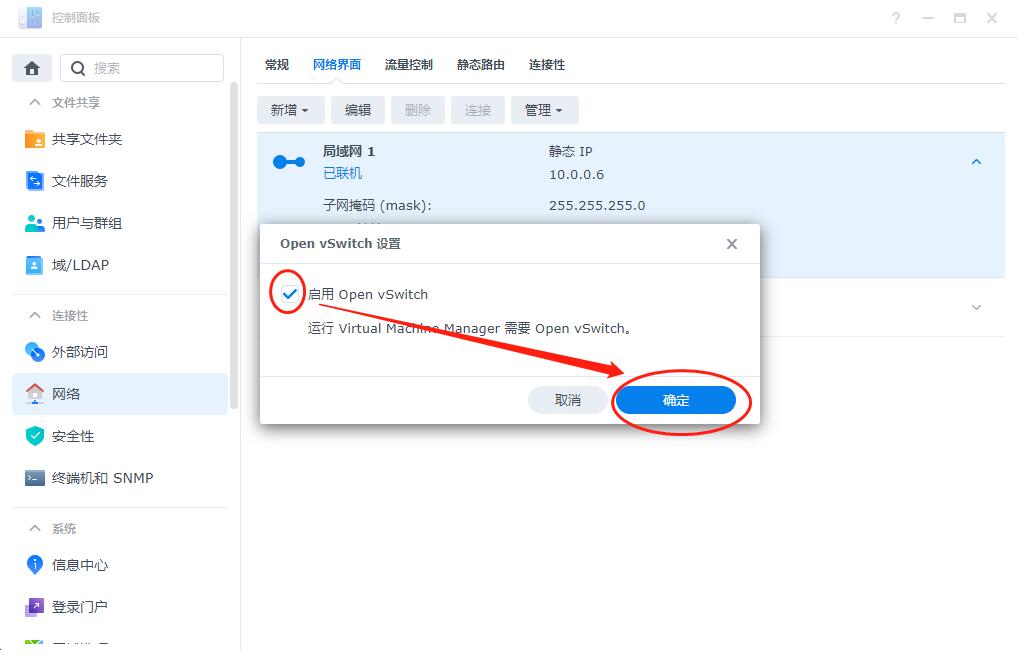 控制面板
?
搜索
文件共享
共享文件夹
文件服务
用户与群组
域/LDAP
连接性
外部访问
网络
安全性
终端机和 SNMP
系统
信息中心
登录门户
常规 网络界面 流量控制 静态路由 连接性
新增 编辑 删除 连接 管理
局域网 1 静态 IP
已联机 10.0.0.6
子网掩码 (mask): 255.255.255.0
Open vSwitch 设置
启用 Open vSwitch
运行 Virtual Machine Manager 需要 Open vSwitch。
取消 确定